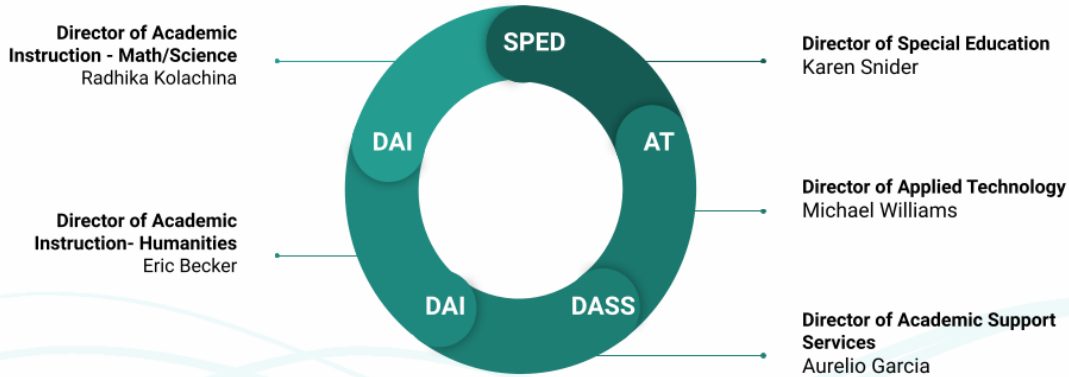 Director of Academic
Instruction - Math/Science
Radhika Kolachina
Director of Academic
Instruction- Humanities
Eric Becker
SPED
DAI
AT
DAI
DASS
Director of Special Education
Karen Snider
Director of Applied Technology
Michael Williams
Director of Academic Support
Services
Aurelio Garcia